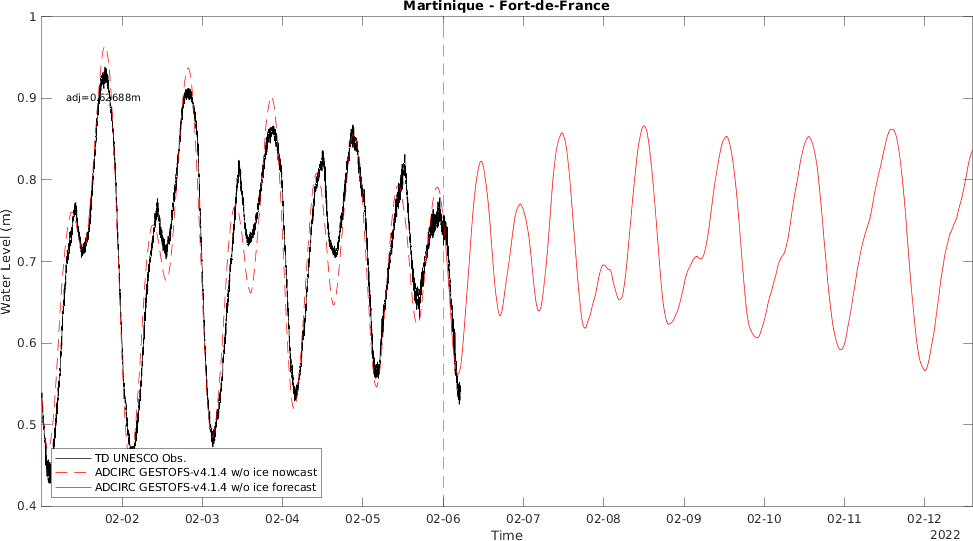 Martinique - Fort-de-France
1
0.9
0.8
0.7
0.6
0.5
0.4
Water Level (m)
adj=0.62688m
TD UNESCO Obs.
ADCIRC GESTOFS-v4.1.4 w/o ice nowcast
ADCIRC GESTOFS-v4.1.4 w/o ice forecast
02-02 02-03 02-04 02-05 02-06 02-07 02-08 02-09 02-10 02-11 02-12
Time
2022